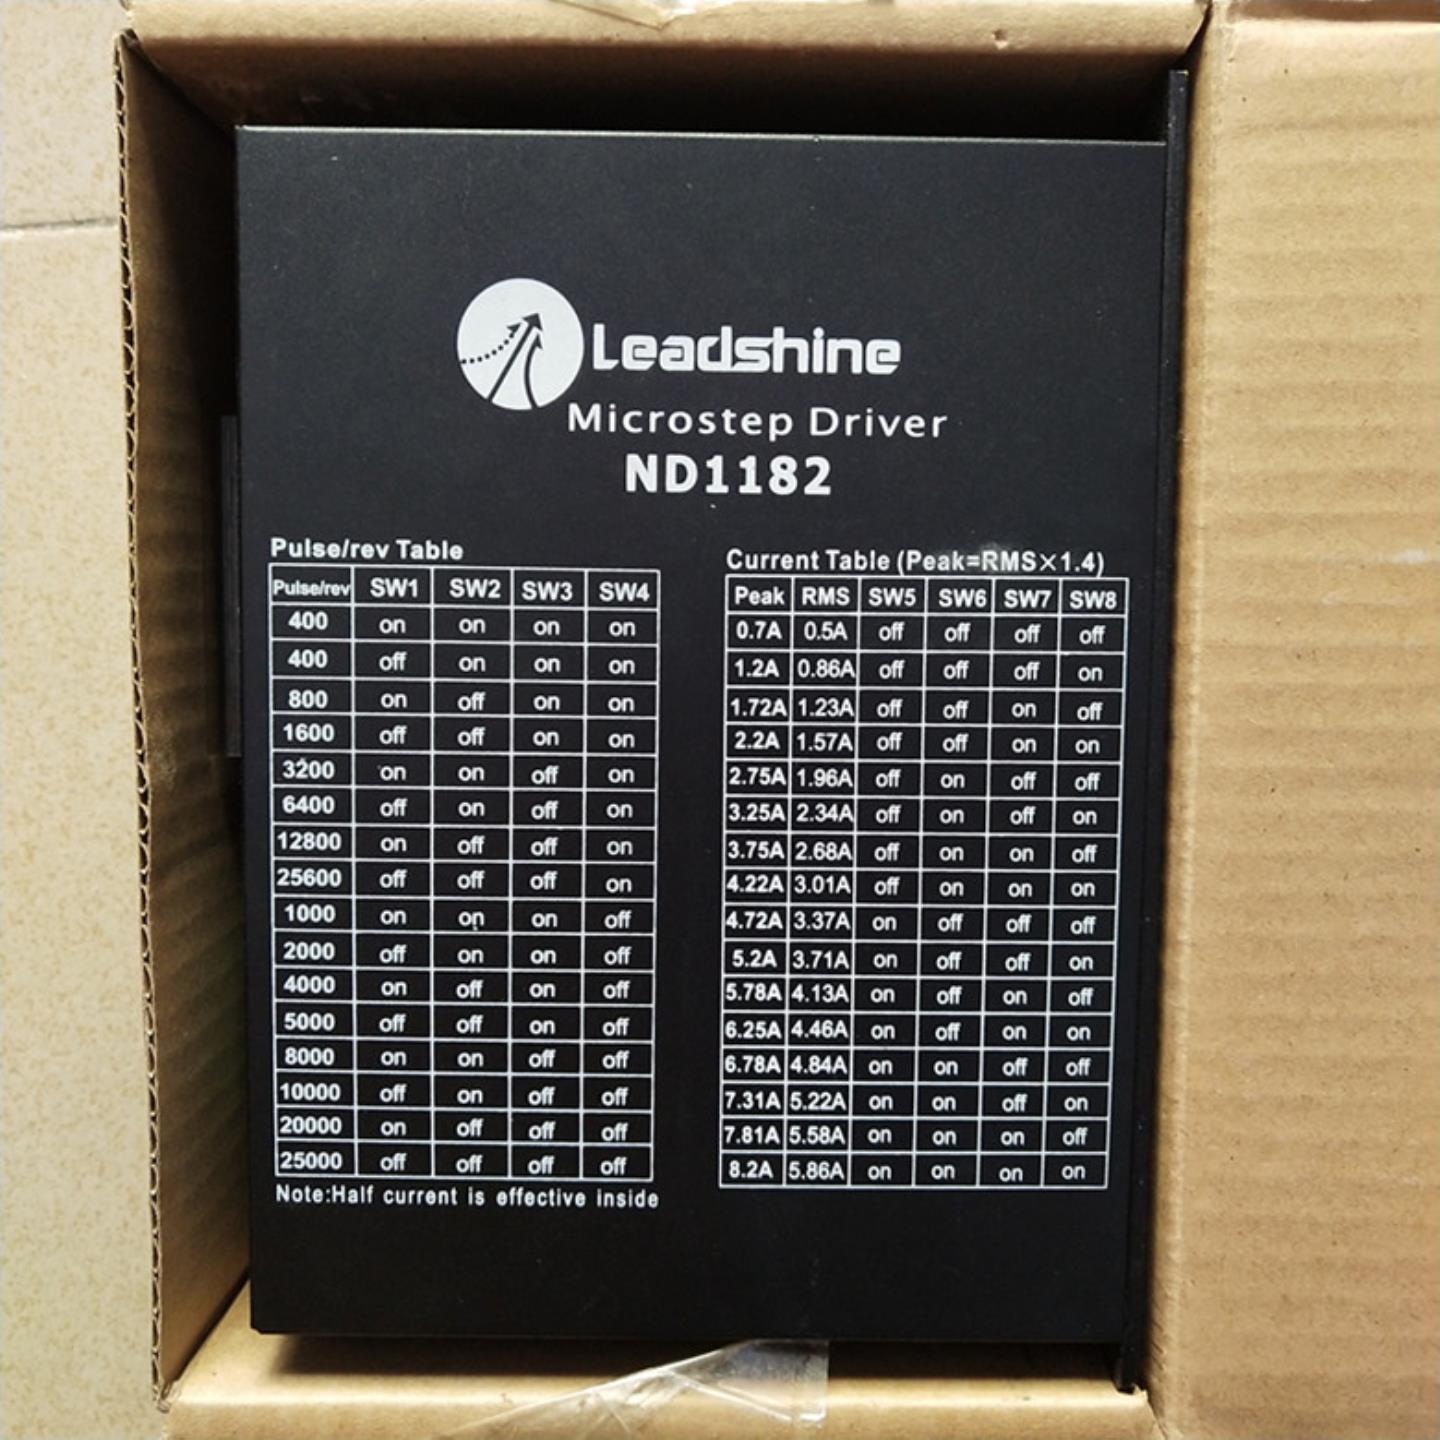 Leadshine
Microstep Driver
ND1182
Pulse/rev Table
Pulse/rev SW1 SW2 SW3 SW4
400 on on on on
400 off on on on
800 on off on on
1600 off off on on
3200 on on off on
6400 off on off on
12800 on off off on
25600 off off off on
1000 on on on off
2000 off on on off
4000 on off on off
5000 off off on off
8000 on on off off
10000 off on off off
20000 on off off off
25000 off off off off
Note:Half current is effective inside
Current Table (Peak=RMS×1.4)
Peak RMS SW5 SW6 SW7 SW8
0.7A 0.5A off off off off
1.2A 0.86A off off off on
1.72A 1.23A off off on off
2.2A 1.57A off off on on
2.75A 1.96A off on off off
3.25A 2.34A off on off on
3.75A 2.68A off on on off
4.22A 3.01A off on on on
4.72A 3.37A on off off off
5.2A 3.71A on off off on
5.78A 4.13A on off on off
6.25A 4.46A on off on on
6.78A 4.84A on on off off
7.31A 5.22A on on off on
7.81A 5.58A on on on off
8.2A 5.86A on on on on